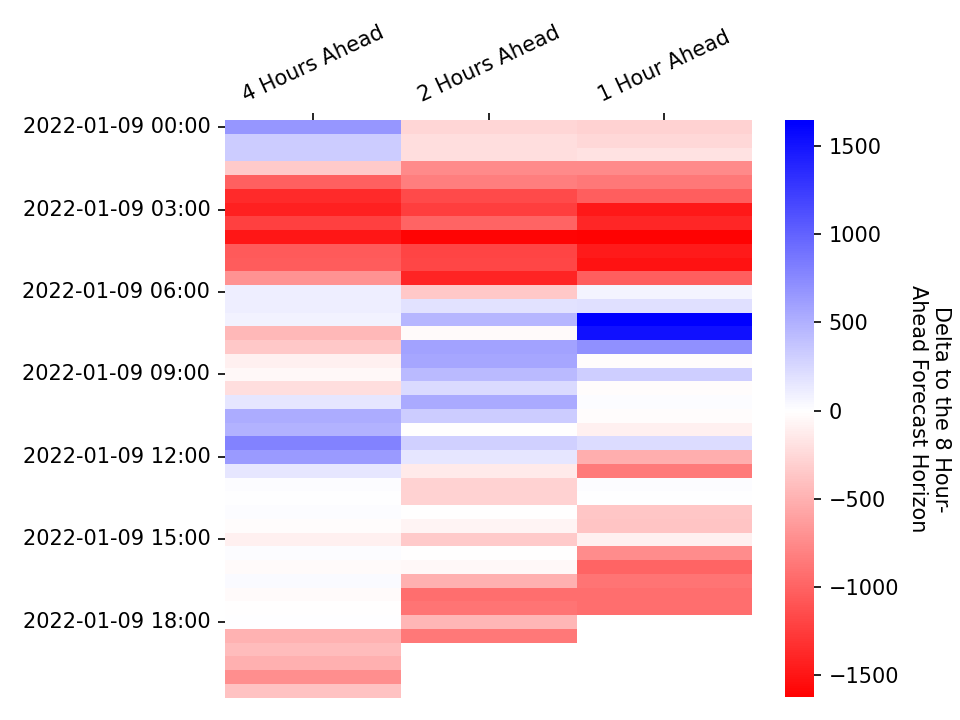 4 Hours Ahead
2 Hours Ahead
1 Hour Ahead
2022-01-09 00:00
2022-01-09 03:00
2022-01-09 06:00
2022-01-09 09:00
2022-01-09 12:00
2022-01-09 15:00
2022-01-09 18:00
1500
1000
500
0
−500
−1000
−1500
Delta to the 8 Hour-
Ahead Forecast Horizon